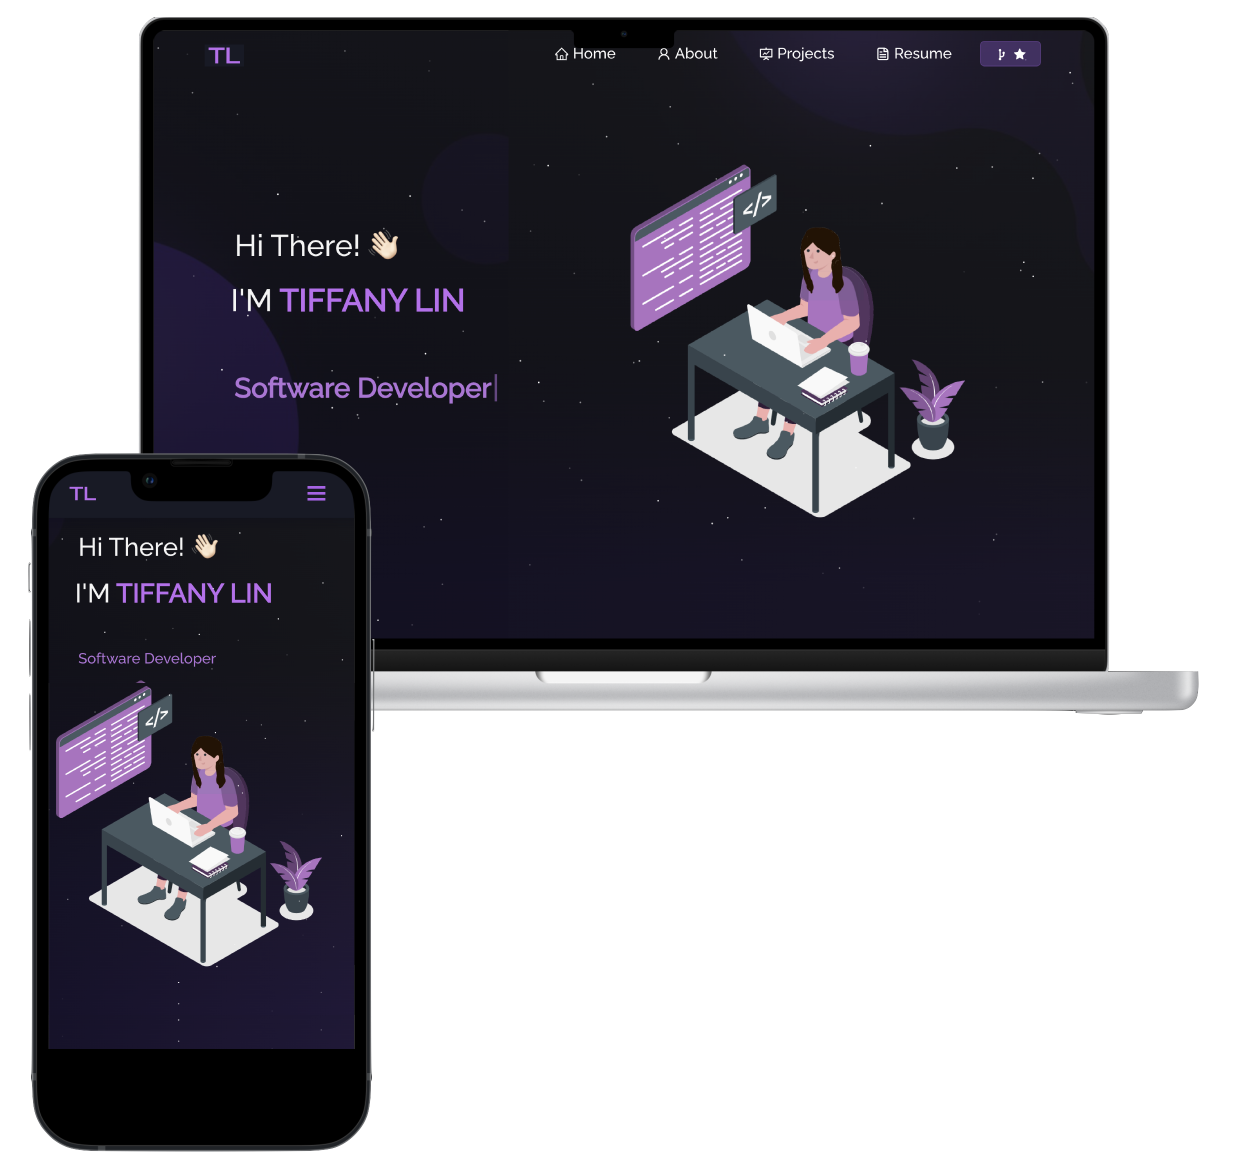 TL
Home About Projects Resume
Hi There! 👋🏻
I'M TIFFANY LIN
Software Developer|
</>
TL
Hi There! 👋🏻
I'M TIFFANY LIN
Software Developer
</>